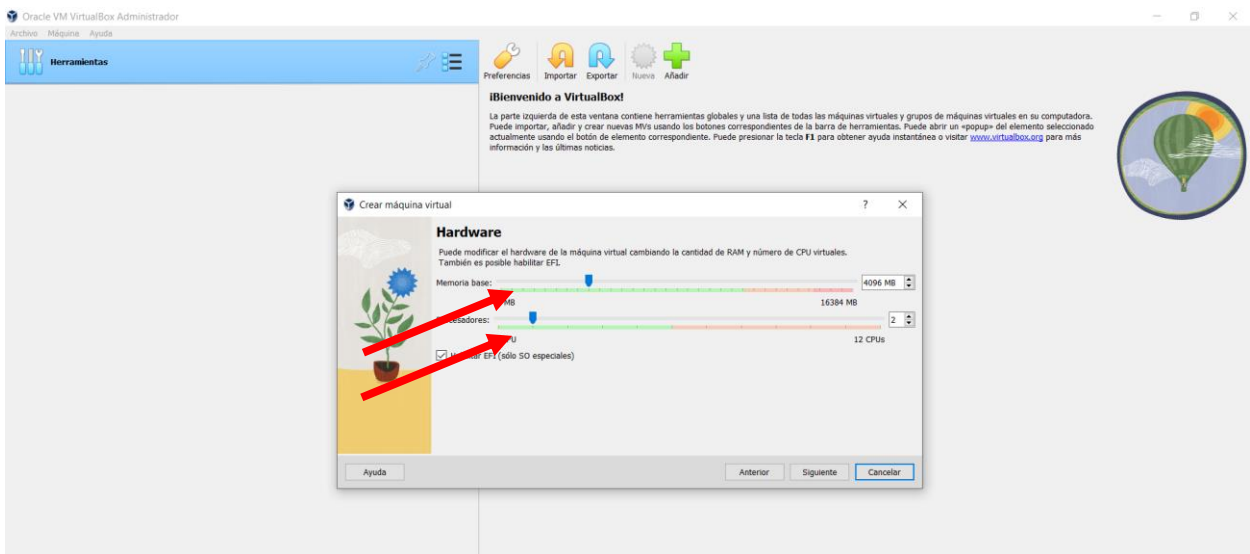 Oracle VM VirtualBox Administrador
Archivo Máquina Ayuda
Herramientas
Preferencias Importar Exportar Nueva Añadir
¡Bienvenido a VirtualBox!
La parte izquierda de esta ventana contiene herramientas globales y una lista de todas las máquinas virtuales y grupos de máquinas virtuales en su computadora.
Puede importar, añadir y crear nuevas MVs usando los botones correspondientes de la barra de herramientas. Puede abrir un «popup» del elemento seleccionado
actualmente usando el botón de elemento correspondiente. Puede presionar la tecla F1 para obtener ayuda instantánea o visitar www.virtualbox.org para más
información y las últimas noticias.
Crear máquina virtual
Hardware
Puede modificar el hardware de la máquina virtual cambiando la cantidad de RAM y número de CPU virtuales.
También es posible habilitar EFI.
Memoria base: 4096 MB
MB 16384 MB
2
12 CPUs
EFI (sólo SO especiales)
Ayuda Anterior Siguiente Cancelar